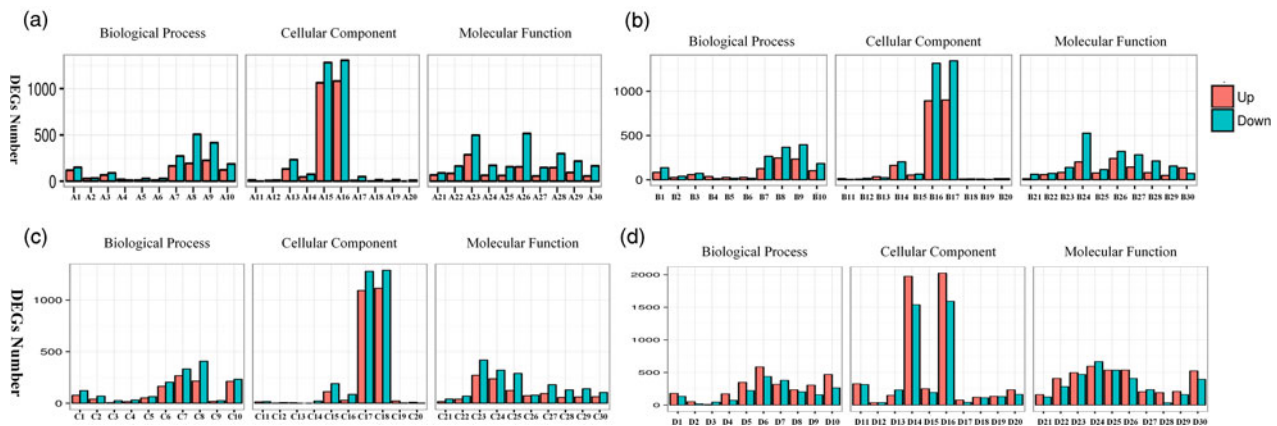 (a)
Biological Process Cellular Component Molecular Function
DEGs Number
1000
500
0
A1 A2 A3 A4 A5 A6 A7 A8 A9 A10 A11 A12 A13 A14 A15 A16 A17 A18 A19 A20 A21 A22 A23 A24 A25 A26 A27 A28 A29 A30
(b)
Biological Process Cellular Component Molecular Function
1000
500
0
B1 B2 B3 B4 B5 B6 B7 B8 B9 B10 B11 B12 B13 B14 B15 B16 B17 B18 B19 B20 B21 B22 B23 B24 B25 B26 B27 B28 B29 B30
Up
Down
(c)
Biological Process Cellular Component Molecular Function
DEGs Number
1000
500
0
C1 C2 C3 C4 C5 C6 C7 C8 C9 C10 C11 C12 C13 C14 C15 C16 C17 C18 C19 C20 C21 C22 C23 C24 C25 C26 C27 C28 C29 C30
(d)
Biological Process Cellular Component Molecular Function
2000
1500
1000
500
0
D1 D2 D3 D4 D5 D6 D7 D8 D9 D10 D11 D12 D13 D14 D15 D16 D17 D18 D19 D20 D21 D22 D23 D24 D25 D26 D27 D28 D29 D30